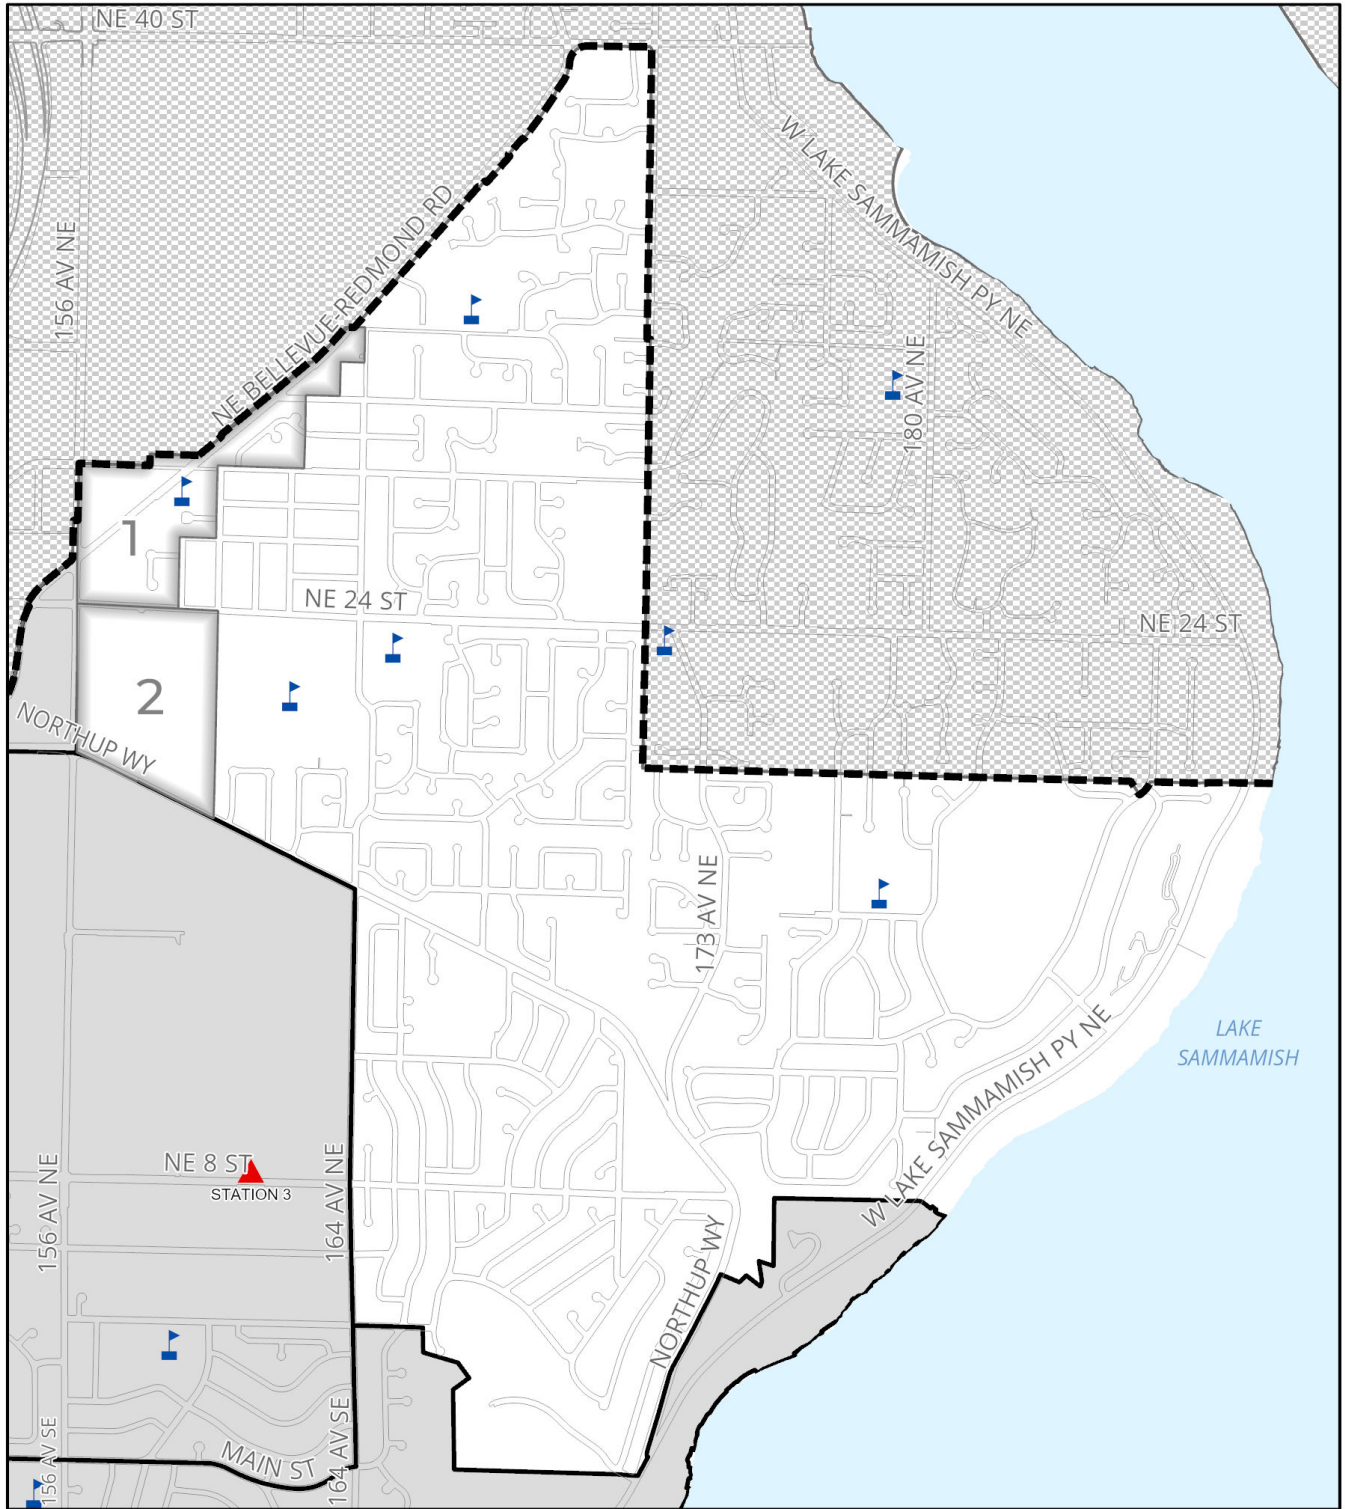 NE 40 ST
W LAKE SAMMAMISH PY NE
156 AV NE
NE BELLEVUE-REDMOND RD
180 AV NE
1
NE 24 ST
NE 24 ST
2
NORTHUP WY
173 AV NE
LAKE
SAMMAMISH
W LAKE SAMMAMISH PY NE
NE 8 ST
STATION 3
156 AV NE
164 AV NE
NORTHUP WY
156 AV SE
MAIN ST
164 AV SE